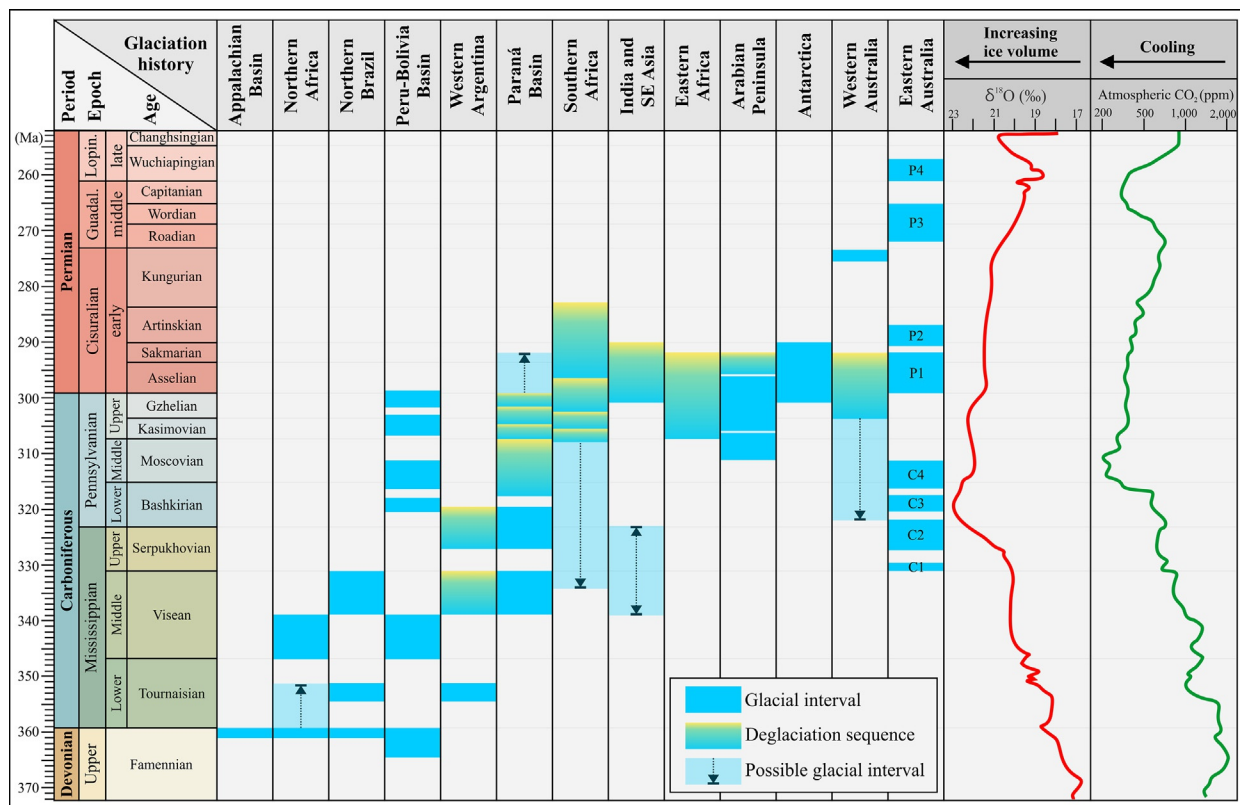 Glaciation
history
Period
Epoch
Age
Appalachian
Basin
Northern
Africa
Northern
Brazil
Peru-Bolivia
Basin
Western
Argentina
Paraná
Basin
Southern
Africa
India and
SE Asia
Eastern
Africa
Arabian
Peninsula
Antarctica
Western
Australia
Eastern
Australia
Increasing
ice volume
Cooling
δ18O (‰)
23 21 19 17
Atmospheric CO2 (ppm)
200 500 1,000 2,000
(Ma)
260
270
280
290
300
310
320
330
340
350
360
370
Permian
Carboniferous
Devonian
Lopin.
Guadal.
Cisuralian
Pennsylvanian
Mississippian
Upper
late
middle
early
Upper
Middle
Lower
Upper
Middle
Lower
Changhsingian
Wuchiapingian
Capitanian
Wordian
Roadian
Kungurian
Artinskian
Sakmarian
Asselian
Gzhelian
Kasimovian
Moscovian
Bashkirian
Serpukhovian
Visean
Tournaisian
Famennian
P4
P3
P2
P1
C4
C3
C2
C1
Glacial interval
Deglaciation sequence
Possible glacial interval